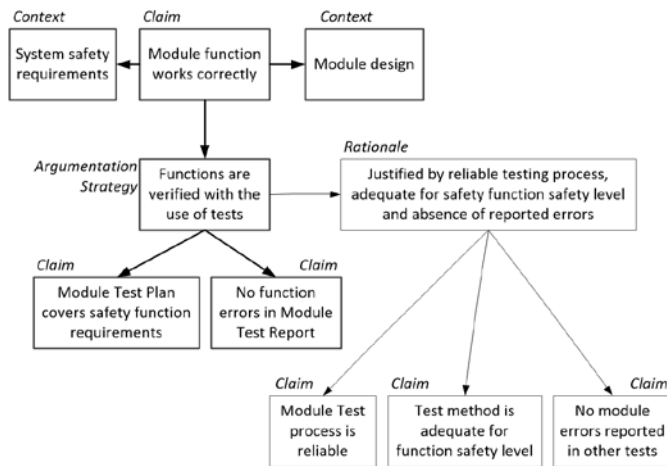 Context
Claim
Context
System safety
requirements
Module function
works correctly
Module design
Argumentation
Strategy
Functions are
verified with the
use of tests
Rationale
Justified by reliable testing process,
adequate for safety function safety level
and absence of reported errors
Claim
Module Test Plan
covers safety function
requirements
Claim
No function
errors in Module
Test Report
Claim
Module Test
process is
reliable
Claim
Test method is
adequate for
function safety level
Claim
No module
errors reported
in other tests